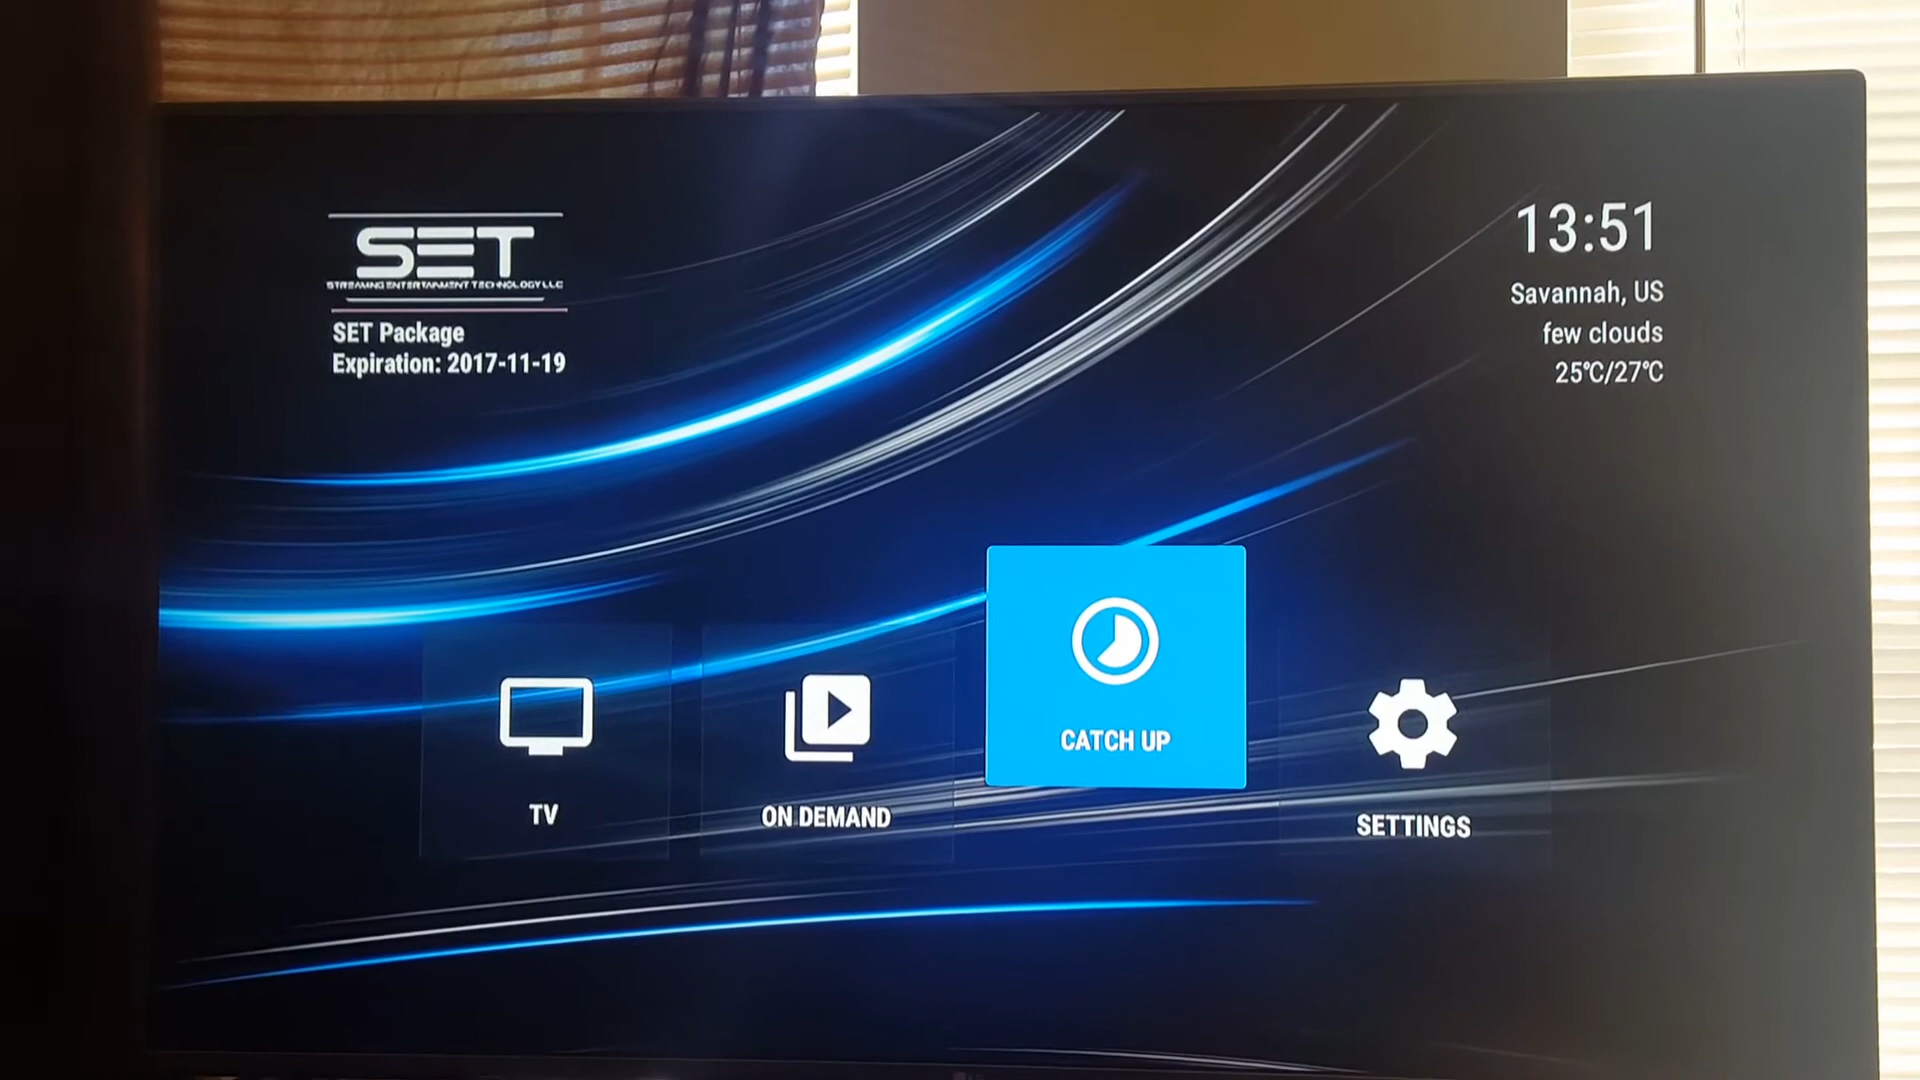 SET
STREAMING ENTERTAINMENT TECHNOLOGY LLC
SET Package
Expiration: 2017-11-19
13:51
Savannah, US
few clouds
25°C/27°C
TV
ON DEMAND
CATCH UP
SETTINGS